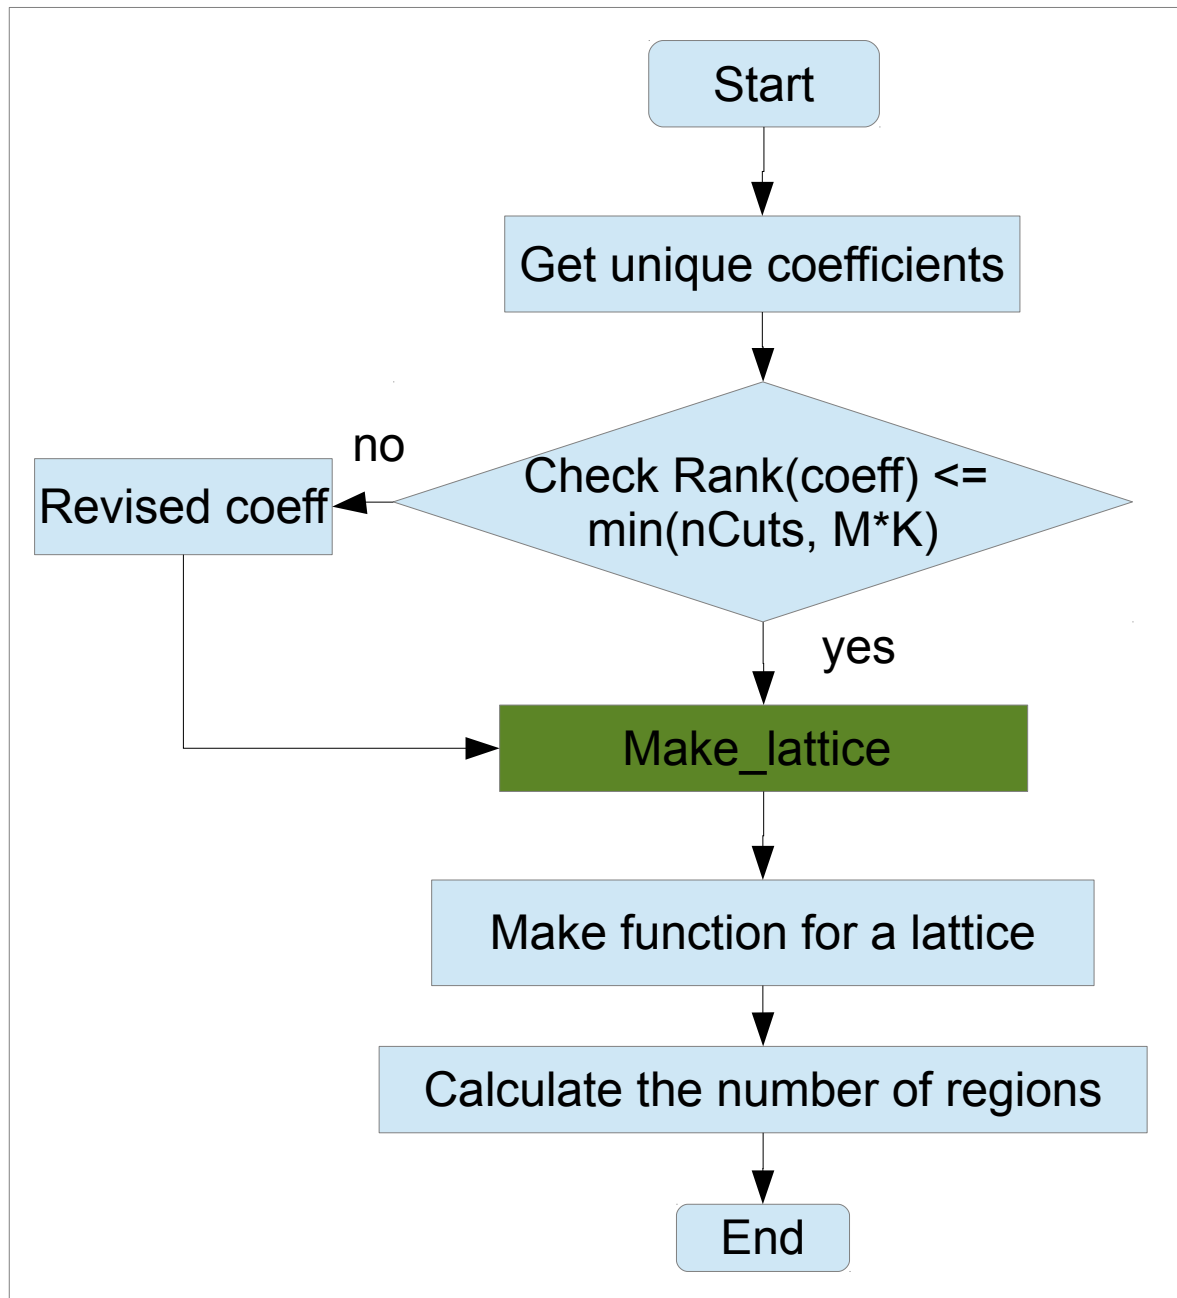 Start
Get unique coefficients
Check Rank(coeff) <=
min(nCuts, M*K)
no
Revised coeff
yes
Make_lattice
Make function for a lattice
Calculate the number of regions
End